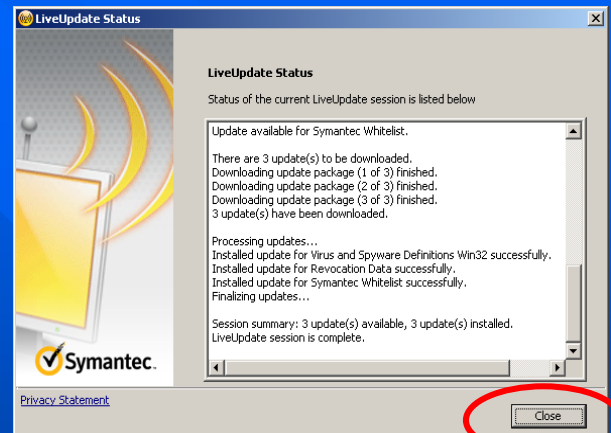 LiveUpdate Status
LiveUpdate Status
Status of the current LiveUpdate session is listed below
Update available for Symantec Whitelist.
There are 3 update(s) to be downloaded.
Downloading update package (1 of 3) finished.
Downloading update package (2 of 3) finished.
Downloading update package (3 of 3) finished.
3 update(s) have been downloaded.
Processing updates...
Installed update for Virus and Spyware Definitions Win32 successfully.
Installed update for Revocation Data successfully.
Installed update for Symantec Whitelist successfully.
Finalizing updates...
Session summary: 3 update(s) available, 3 update(s) installed.
LiveUpdate session is complete.
Symantec.
Privacy Statement
Close